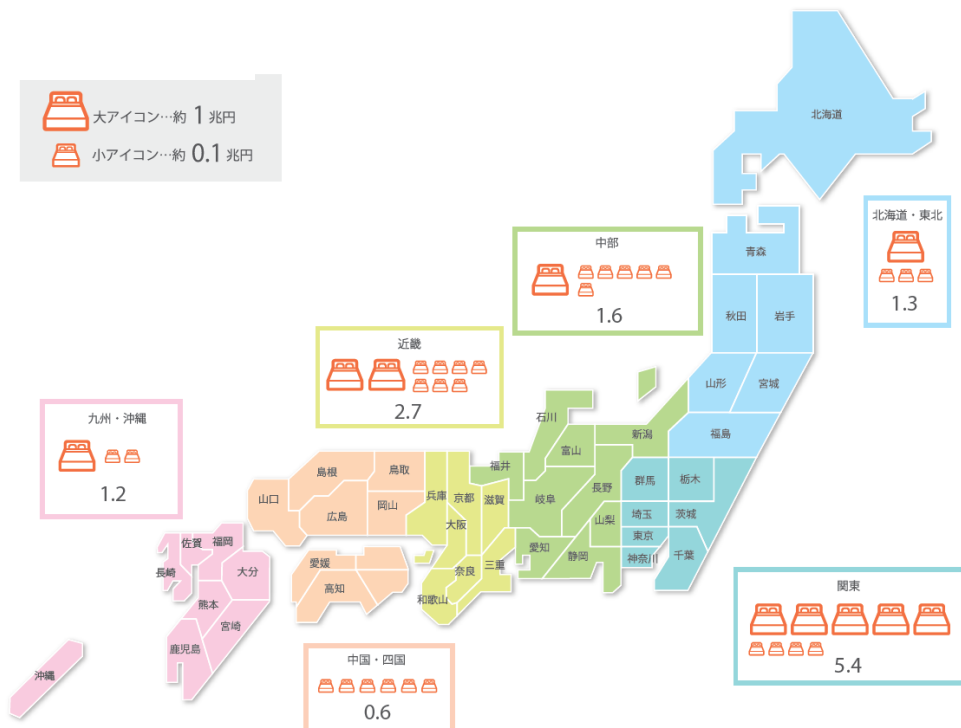 大アイコン…約 1 兆円
小アイコン…約 0.1 兆円
北海道
北海道・東北
1.3
青森
秋田
岩手
山形
宮城
福島
中部
1.6
近畿
2.7
九州・沖縄
1.2
石川
新潟
富山
福井
長野
岐阜
山梨
愛知
静岡
群馬
栃木
埼玉
茨城
東京
神奈川
千葉
兵庫
京都
滋賀
大阪
奈良
三重
和歌山
島根
鳥取
山口
広島
岡山
愛媛
高知
佐賀
福岡
長崎
大分
熊本
宮崎
鹿児島
沖縄
中国・四国
0.6
関東
5.4